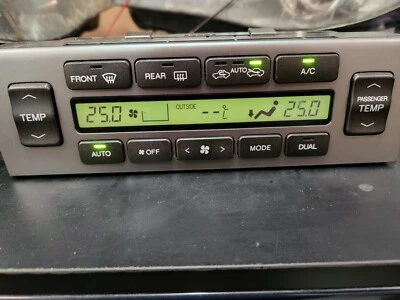 FRONT
REAR
AUTO
A/C
TEMP
25.0
OUTSIDE
--℃
25.0
PASSENGER
TEMP
AUTO
OFF
< >
MODE
DUAL